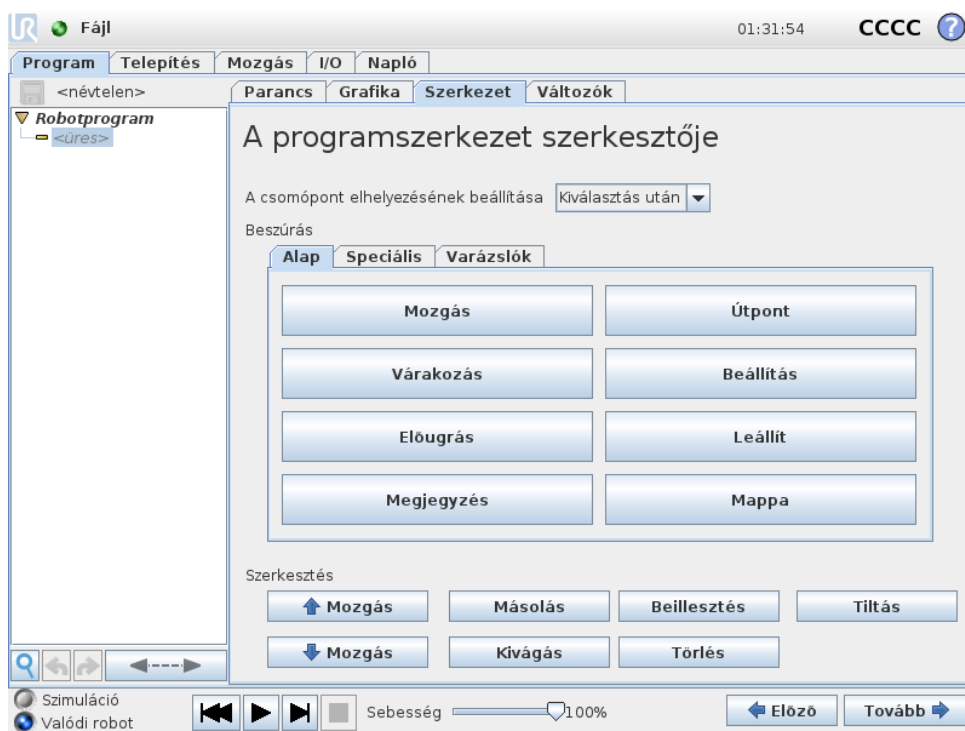 UR Fájl 01:31:54 CCCC ?
Program Telepítés Mozgás I/O Napló
<névtelen> Parancs Grafika Szerkezet Változók
Robotprogram
<üres>
A programszerkezet szerkesztője
A csomópont elhelyezésének beállítása Kiválasztás után
Beszúrás
Alap Speciális Varázslók
Mozgás Útpont
Várakozás Beállítás
Előugrás Leállít
Megjegyzés Mappa
Szerkesztés
Mozgás Másolás Beillesztés Tiltás
Mozgás Kivágás Törlés
Szimuláció
Valódi robot
Sebesség 100% Előző Tovább